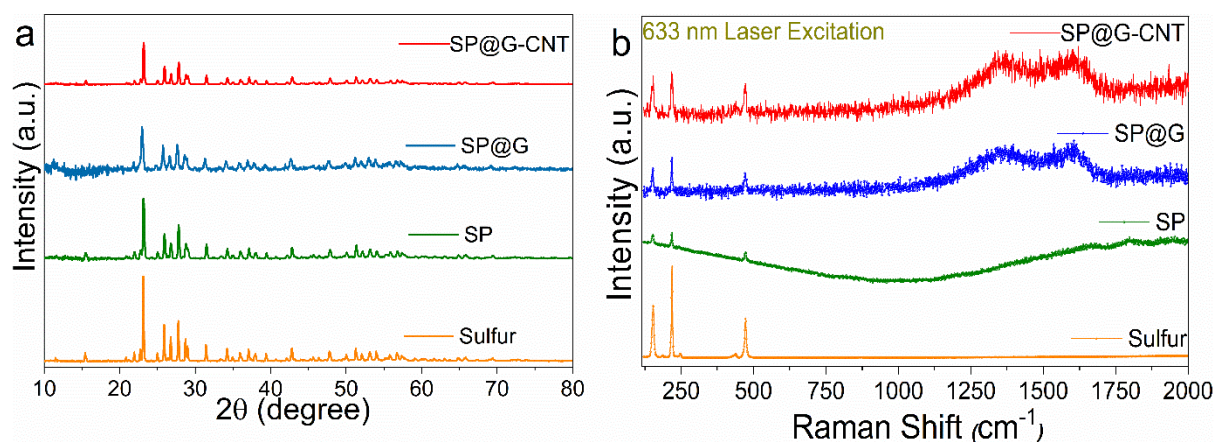 a
SP@G-CNT
SP@G
SP
Sulfur
Intensity (a.u.)
10 20 30 40 50 60 70 80
2θ (degree)
b
633 nm Laser Excitation
SP@G-CNT
SP@G
SP
Sulfur
Intensity (a.u.)
250 500 750 1000 1250 1500 1750 2000
Raman Shift (cm⁻¹)